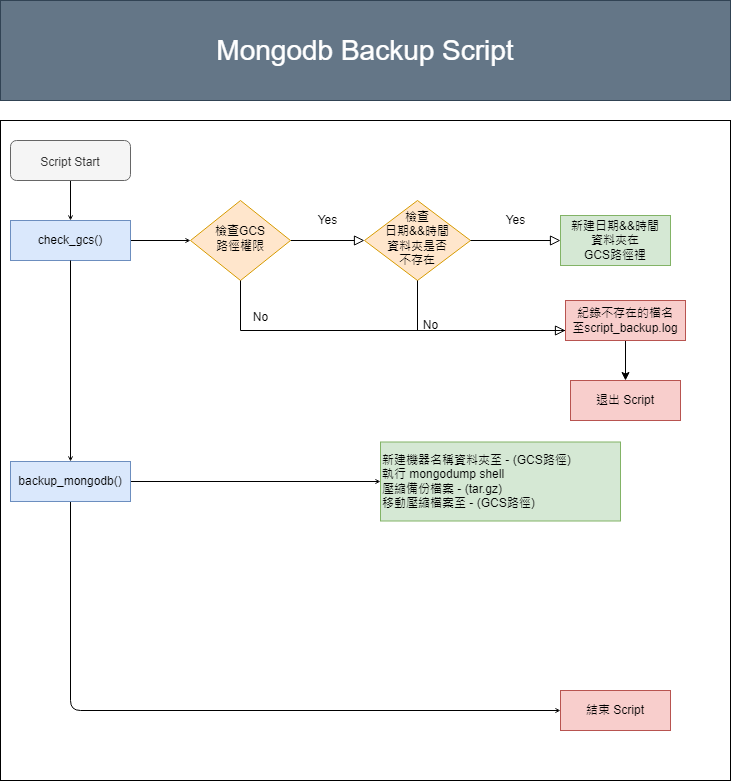 Mongodb Backup Script
Script Start
check_gcs()
檢查GCS
路徑權限
Yes
檢查
日期&&時間
資料夾是否
不存在
Yes
新建日期&&時間
資料夾在
GCS路徑裡
No
No
紀錄不存在的檔名
至script_backup.log
退出 Script
backup_mongodb()
新建機器名稱資料夾至 - (GCS路徑)
執行 mongodump shell
壓縮備份檔案 - (tar.gz)
移動壓縮檔案至 - (GCS路徑)
結束 Script